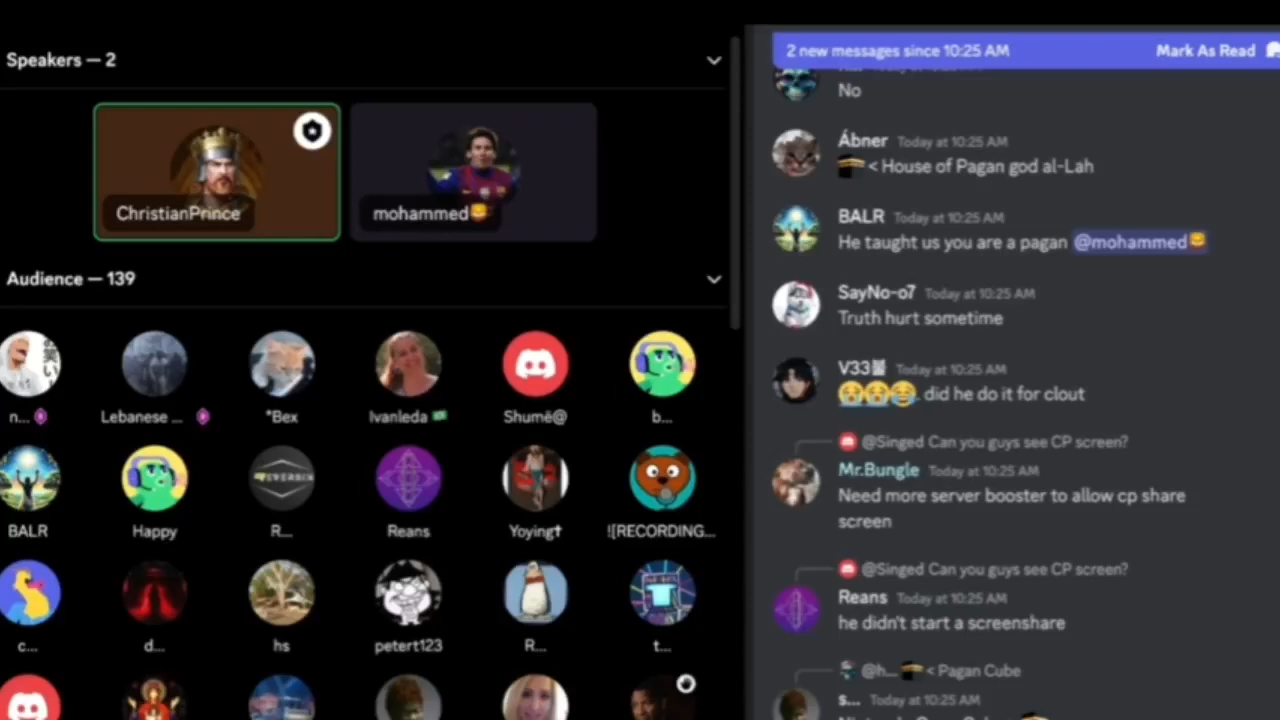 Speakers — 2
ChristianPrince
mohammed
Audience — 139
n...
Lebanese ...
*Bex
Ivanleda
Shumë@
b...
BALR
Happy
R...
Reans
Yoying✝
![RECORDING...
c...
d...
hs
petert123
R...
t...
2 new messages since 10:25 AM
Mark As Read
No
Ábner Today at 10:25 AM
🕋 < House of Pagan god al-Lah
BALR Today at 10:25 AM
He taught us you are a pagan @mohammed
SayNo-o7 Today at 10:25 AM
Truth hurt sometime
V33 Today at 10:25 AM
😭😭😂 did he do it for clout
@Singed Can you guys see CP screen?
Mr.Bungle Today at 10:25 AM
Need more server booster to allow cp share
screen
@Singed Can you guys see CP screen?
Reans Today at 10:25 AM
he didn't start a screenshare
@h... 🕋 < Pagan Cube
s... Today at 10:25 AM